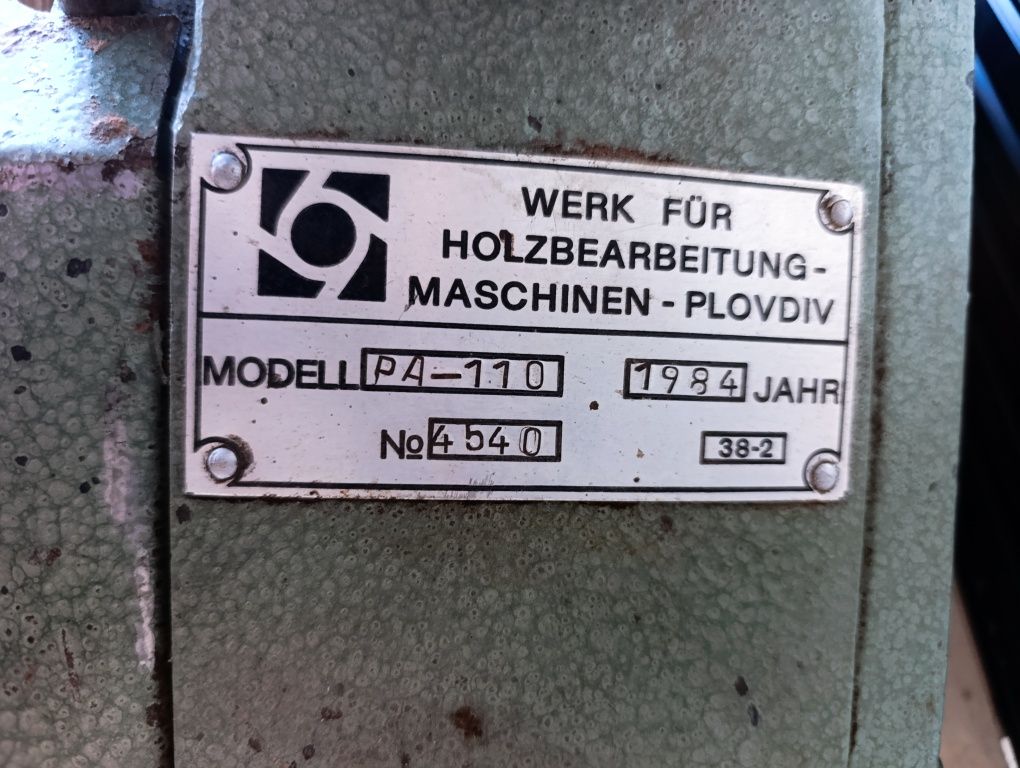 WERK FÜR
HOLZBEARBEITUNG-
MASCHINEN - PLOVDIV
MODELL PA-110 1984 JAHR
№ 4540 38-2